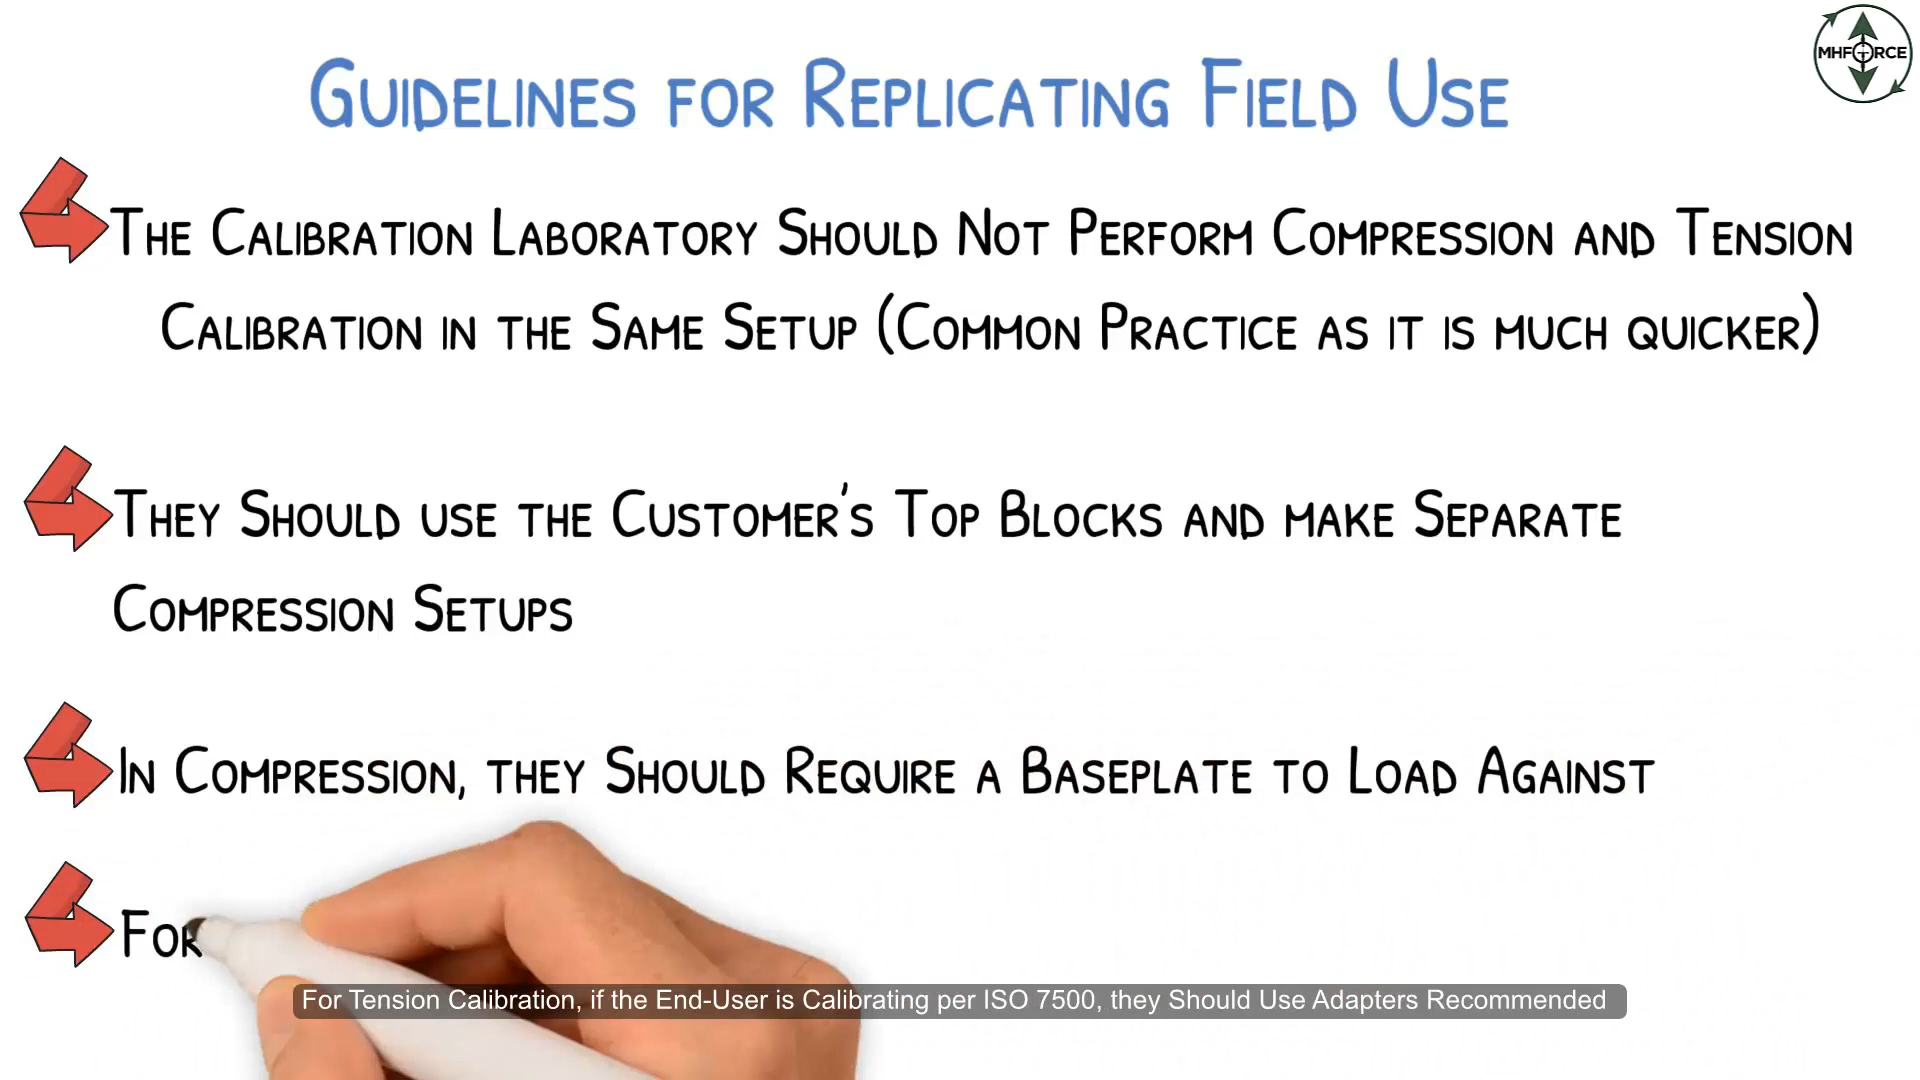 MHFORCE
Guidelines for Replicating Field Use
The Calibration Laboratory Should Not Perform Compression and Tension
Calibration in the Same Setup (Common Practice as it is much quicker)
They Should use the Customer's Top Blocks and make Separate
Compression Setups
In Compression, they Should Require a Baseplate to Load Against
For
For Tension Calibration, if the End-User is Calibrating per ISO 7500, they Should Use Adapters Recommended